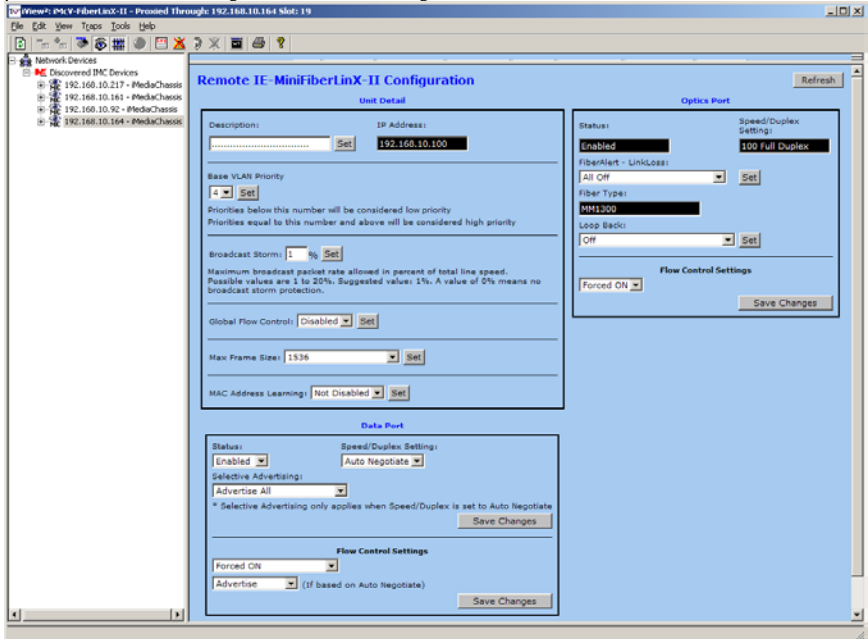 iView²: iMcV-FiberLinX-II - Proxied Through: 192.168.10.164 Slot: 19
File Edit View Traps Tools Help
Network Devices
Discovered IMC Devices
192.168.10.217 - iMediaChassis
192.168.10.161 - iMediaChassis
192.168.10.92 - iMediaChassis
192.168.10.164 - iMediaChassis
Remote IE-MiniFiberLinX-II Configuration
Refresh
Unit Detail
Description:
IP Address:
................................
Set
192.168.10.100
Base VLAN Priority
4
Set
Priorities below this number will be considered low priority
Priorities equal to this number and above will be considered high priority
Broadcast Storm: 1 % Set
Maximum broadcast packet rate allowed in percent of total line speed.
Possible values are 1 to 20%. Suggested value: 1%. A value of 0% means no
broadcast storm protection.
Global Flow Control: Disabled Set
Max Frame Size: 1536 Set
MAC Address Learning: Not Disabled Set
Optics Port
Status:
Speed/Duplex
Setting:
Enabled
100 Full Duplex
FiberAlert - LinkLoss:
All Off
Set
Fiber Type:
MM1300
Loop Back:
Off
Set
Flow Control Settings
Forced ON
Save Changes
Data Port
Status:
Speed/Duplex Setting:
Enabled
Auto Negotiate
Selective Advertising:
Advertise All
* Selective Advertising only applies when Speed/Duplex is set to Auto Negotiate
Save Changes
Flow Control Settings
Forced ON
Advertise (If based on Auto Negotiate)
Save Changes